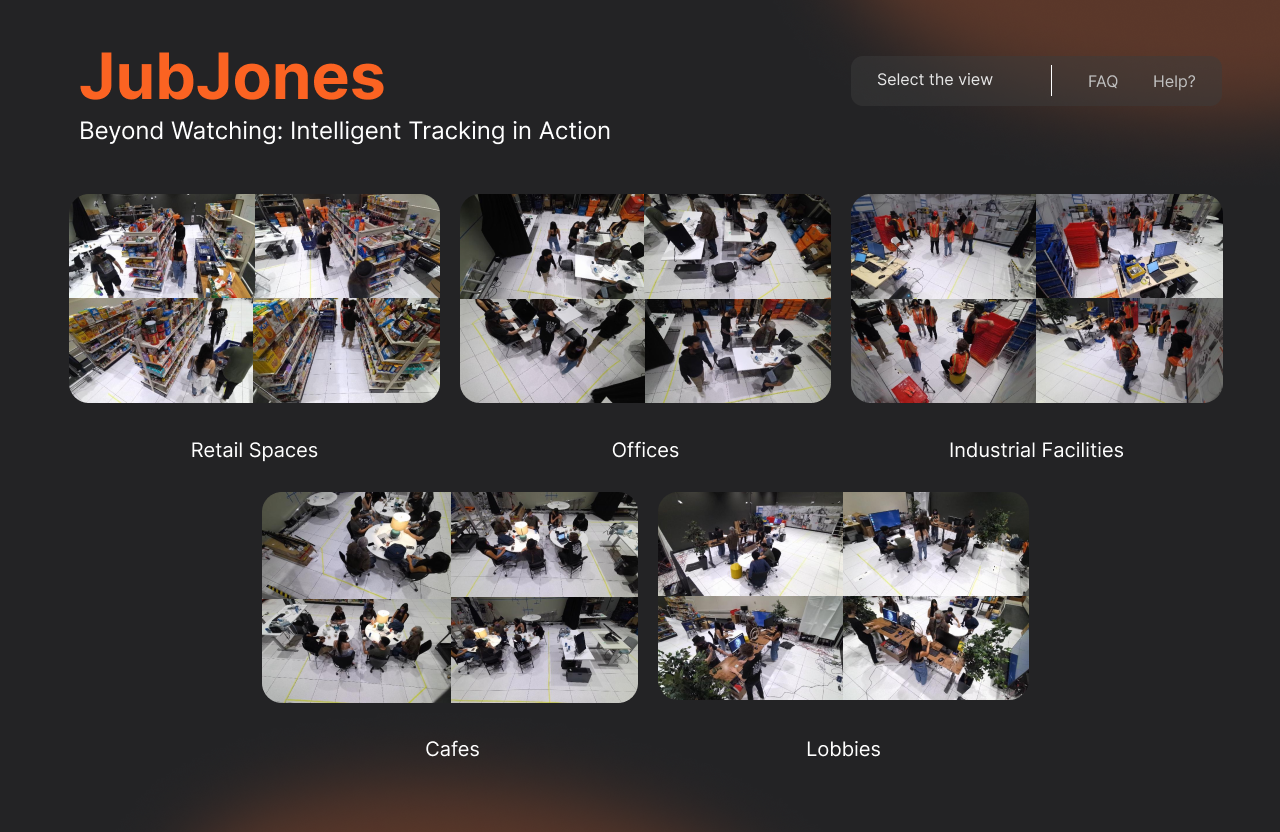 JubJones
Beyond Watching: Intelligent Tracking in Action
Select the view
FAQ
Help?
Retail Spaces
Offices
Industrial Facilities
Cafes
Lobbies